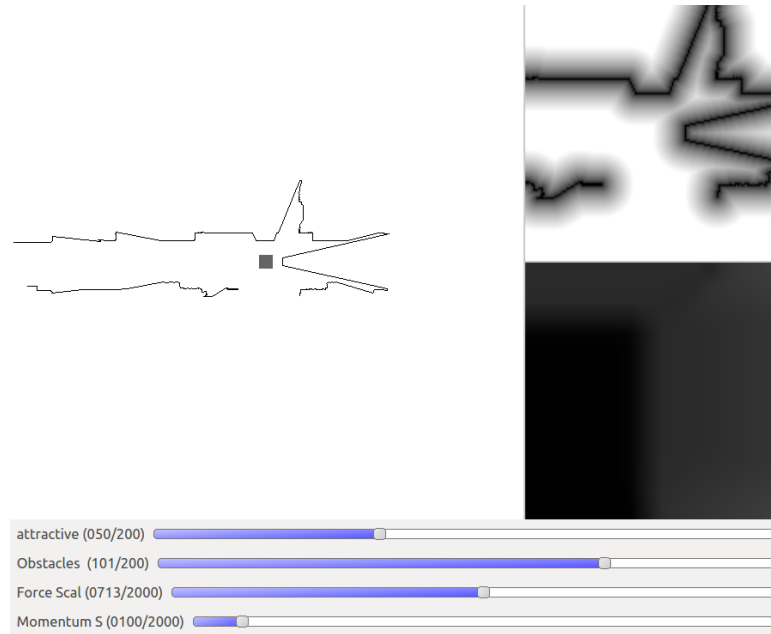 attractive (050/200)
Obstacles (101/200)
Force Scal (0713/2000)
Momentum S (0100/2000)